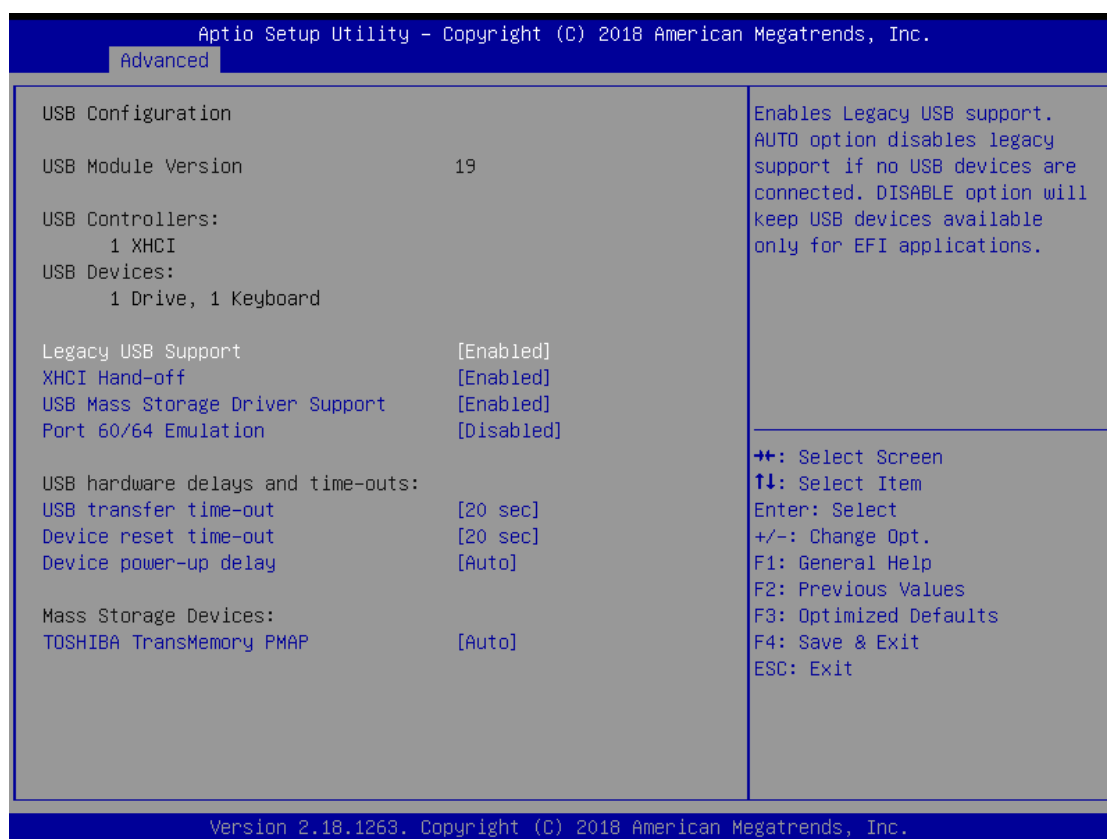 Aptio Setup Utility – Copyright (C) 2018 American Megatrends, Inc.
Advanced
USB Configuration
USB Module Version 19
USB Controllers:
1 XHCI
USB Devices:
1 Drive, 1 Keyboard
Legacy USB Support [Enabled]
XHCI Hand-off [Enabled]
USB Mass Storage Driver Support [Enabled]
Port 60/64 Emulation [Disabled]
USB hardware delays and time-outs:
USB transfer time-out [20 sec]
Device reset time-out [20 sec]
Device power-up delay [Auto]
Mass Storage Devices:
TOSHIBA TransMemory PMAP [Auto]
Enables Legacy USB support.
AUTO option disables legacy
support if no USB devices are
connected. DISABLE option will
keep USB devices available
only for EFI applications.
→←: Select Screen
↑↓: Select Item
Enter: Select
+/-: Change Opt.
F1: General Help
F2: Previous Values
F3: Optimized Defaults
F4: Save & Exit
ESC: Exit
Version 2.18.1263. Copyright (C) 2018 American Megatrends, Inc.